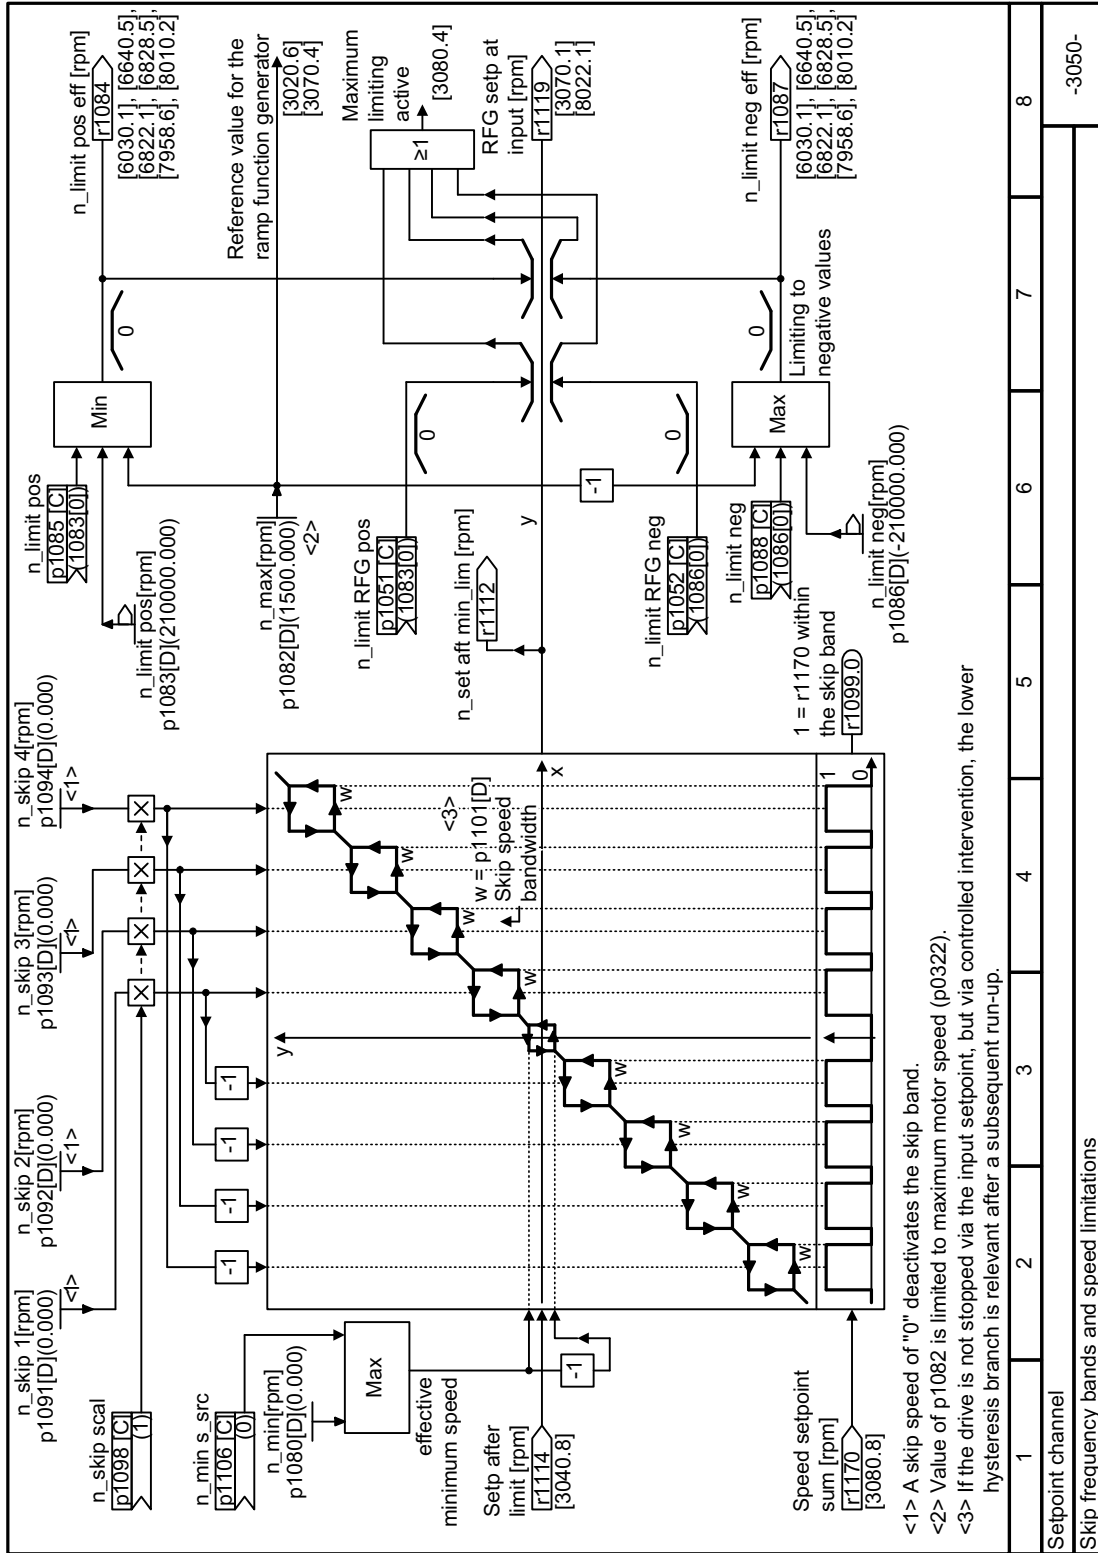 n_skip 1[rpm]
p1091[D](0.000)
<1>
n_skip 2[rpm]
p1092[D](0.000)
<1>
n_skip 3[rpm]
p1093[D](0.000)
<1>
n_skip 4[rpm]
p1094[D](0.000)
<1>
n_skip scal
p1098 [C]
(1)
n_min s_src
p1106 [C]
(0)
n_min[rpm]
p1080[D](0.000)
Max
effective
minimum speed
Setp after
limit [rpm]
r1114
[3040.8]
Speed setpoint
sum [rpm]
r1170
[3080.8]
-1
-1
-1
-1
-1
y
x
w
w
w
w
w
w
w
w
<3>
w = p1101[D]
Skip speed
bandwidth
1
0
1 = r1170 within
the skip band
r1099.0
n_limit pos
p1085 [C]
(1083[0])
n_limit pos[rpm]
p1083[D](210000.000)
n_max[rpm]
p1082[D](1500.000)
<2>
n_limit RFG pos
p1051 [C]
(1083[0])
n_set aft min_lim [rpm]
r1112
y
n_limit RFG neg
p1052 [C]
(1086[0])
n_limit neg
p1088 [C]
(1086[0])
n_limit neg[rpm]
p1086[D](-210000.000)
-1
Min
Max
0
0
0
0
Limiting to
negative values
n_limit pos eff [rpm]
r1084
[6030.1], [6640.5],
[6822.1], [6828.5],
[7958.6], [8010.2]
Reference value for the
ramp function generator
[3020.6]
[3070.4]
Maximum
limiting
active
≥1
[3080.4]
RFG setp at
input [rpm]
r1119
[3070.1]
[8022.1]
n_limit neg eff [rpm]
r1087
[6030.1], [6640.5],
[6822.1], [6828.5],
[7958.6], [8010.2]
<1> A skip speed of "0" deactivates the skip band.
<2> Value of p1082 is limited to maximum motor speed (p0322).
<3> If the drive is not stopped via the input setpoint, but via controlled intervention, the lower
hysteresis branch is relevant after a subsequent run-up.
1 2 3 4 5 6 7 8
Setpoint channel
Skip frequency bands and speed limitations
-3050-